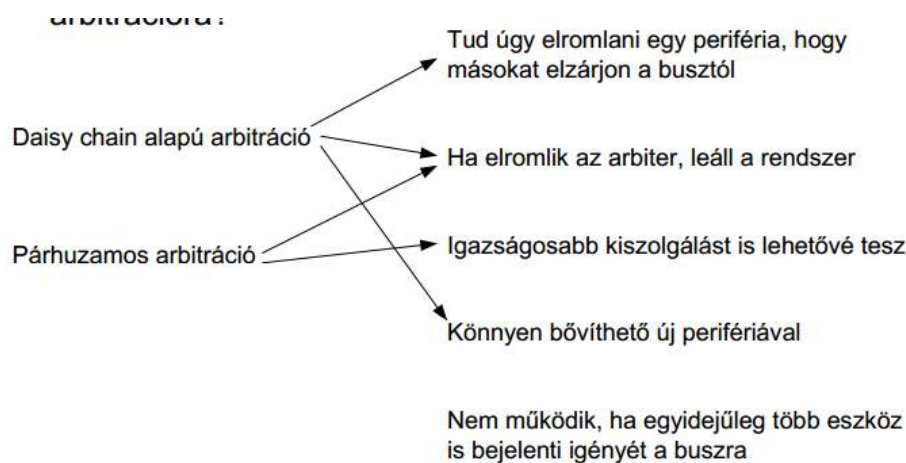 arbitrációra?
Tud úgy elromlani egy periféria, hogy
másokat elzárjon a busztól
Daisy chain alapú arbitráció
Ha elromlik az arbiter, leáll a rendszer
Párhuzamos arbitráció
Igazságosabb kiszolgálást is lehetővé tesz
Könnyen bővíthető új perifériával
Nem működik, ha egyidejűleg több eszköz
is bejelenti igényét a buszra